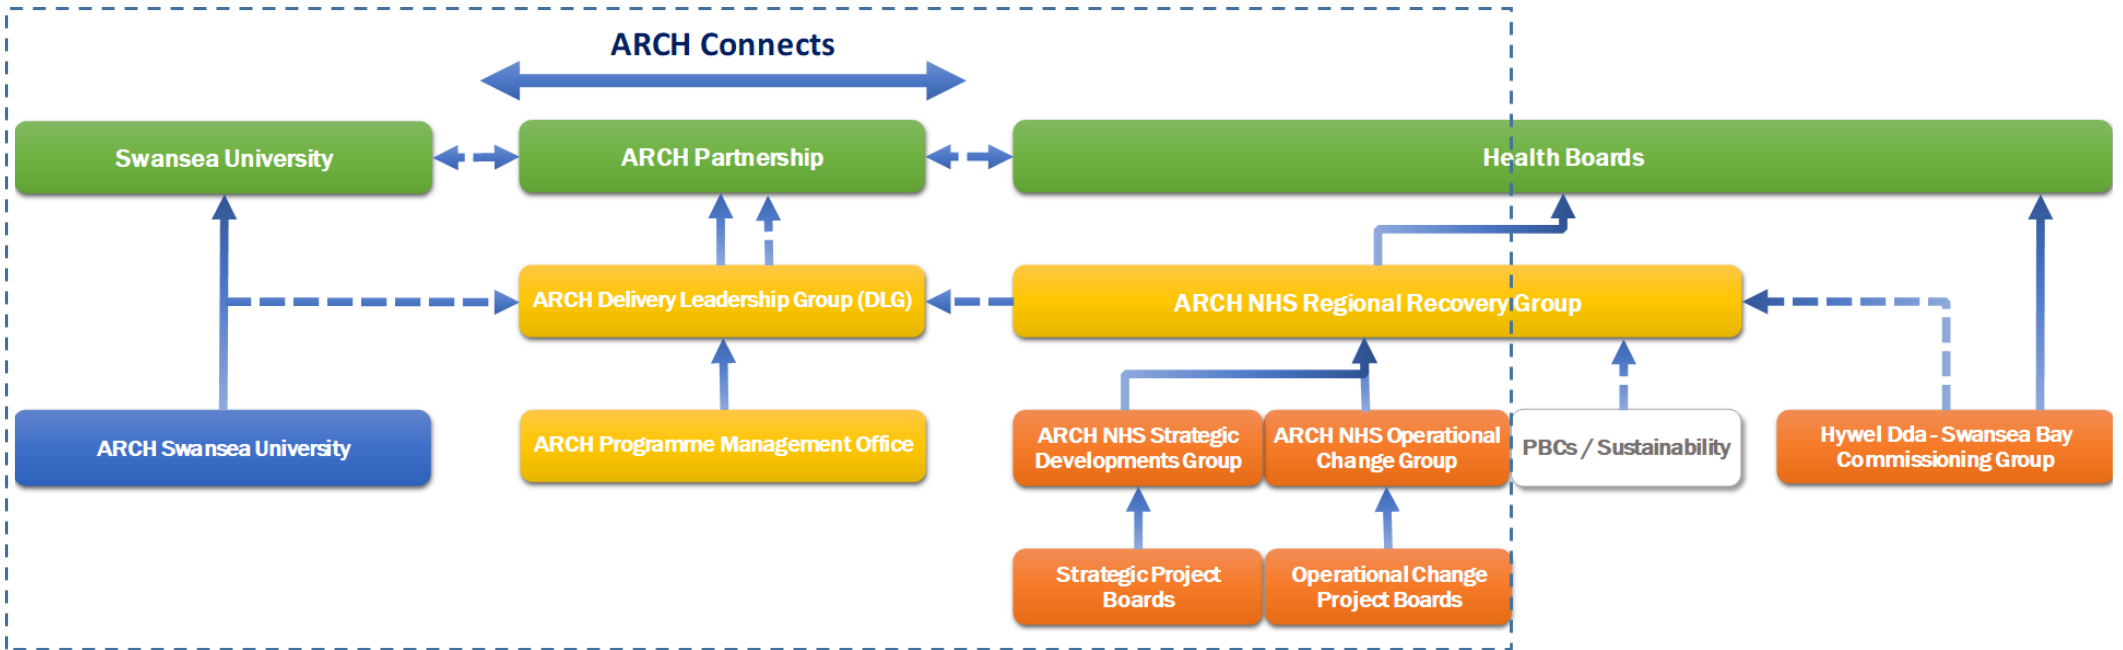 ARCH Connects
Swansea University
ARCH Partnership
Health Boards
ARCH Delivery Leadership Group (DLG)
ARCH NHS Regional Recovery Group
ARCH Swansea University
ARCH Programme Management Office
ARCH NHS Strategic
Developments Group
ARCH NHS Operational
Change Group
PBCs / Sustainability
Hywel Dda - Swansea Bay
Commissioning Group
Strategic Project
Boards
Operational Change
Project Boards